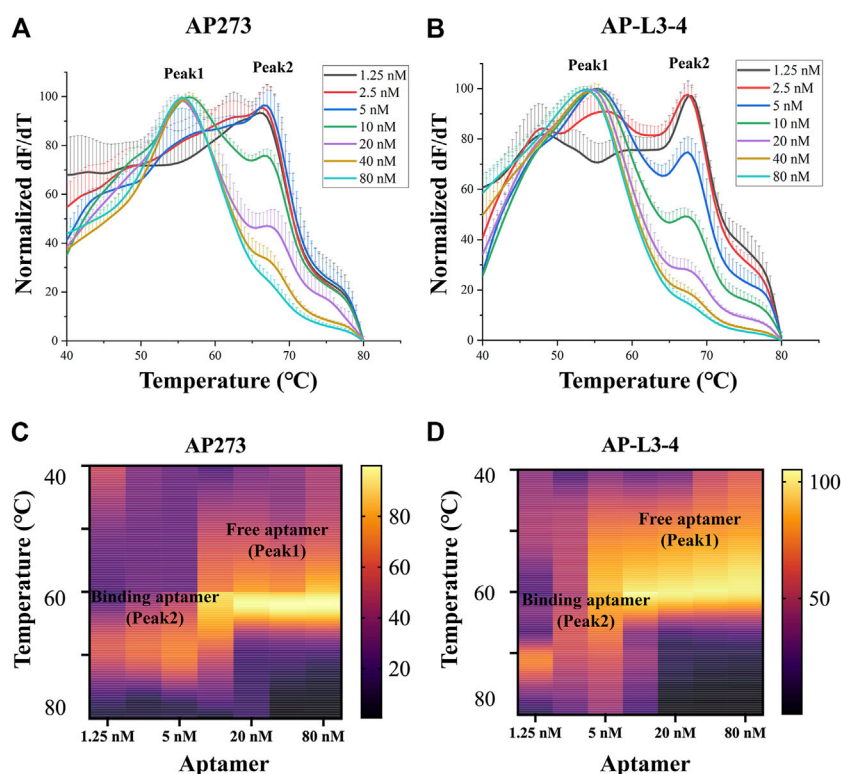 A
AP273
Peak1
Peak2
1.25 nM
2.5 nM
5 nM
10 nM
20 nM
40 nM
80 nM
Normalized dF/dT
100
80
60
40
20
0
40 50 60 70 80
Temperature (℃)
B
AP-L3-4
Peak1
Peak2
1.25 nM
2.5 nM
5 nM
10 nM
20 nM
40 nM
80 nM
Normalized dF/dT
100
80
60
40
20
0
40 50 60 70 80
Temperature (℃)
C
AP273
Temperature (℃)
40
60
80
Free aptamer
(Peak1)
Binding aptamer
(Peak2)
1.25 nM 5 nM 20 nM 80 nM
Aptamer
80
60
40
20
D
AP-L3-4
Temperature (℃)
40
60
80
Free aptamer
(Peak1)
Binding aptamer
(Peak2)
1.25 nM 5 nM 20 nM 80 nM
Aptamer
100
50